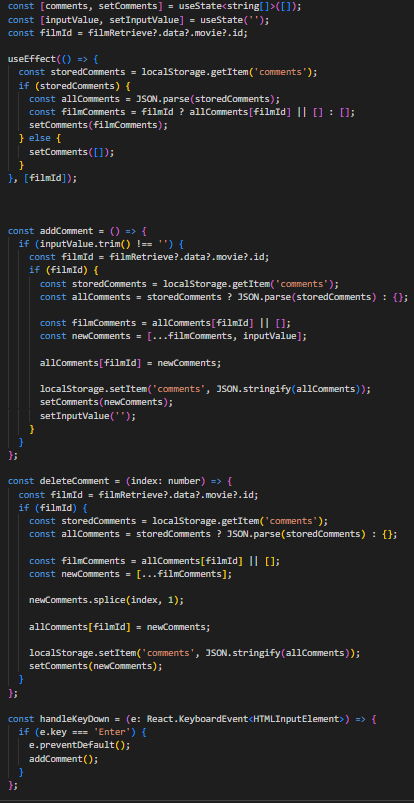 const [comments, setComments] = useState<string[]>([]);
const [inputValue, setInputValue] = useState('');
const filmId = filmRetrieve?.data?.movie?.id;
useEffect(() => {
const storedComments = localStorage.getItem('comments');
if (storedComments) {
const allComments = JSON.parse(storedComments);
const filmComments = filmId ? allComments[filmId] || [] : [];
setComments(filmComments);
} else {
setComments([]);
}
}, [filmId]);
const addComment = () => {
if (inputValue.trim() !== '') {
const filmId = filmRetrieve?.data?.movie?.id;
if (filmId) {
const storedComments = localStorage.getItem('comments');
const allComments = storedComments ? JSON.parse(storedComments) : {};
const filmComments = allComments[filmId] || [];
const newComments = [...filmComments, inputValue];
allComments[filmId] = newComments;
localStorage.setItem('comments', JSON.stringify(allComments));
setComments(newComments);
setInputValue('');
}
}
};
const deleteComment = (index: number) => {
const filmId = filmRetrieve?.data?.movie?.id;
if (filmId) {
const storedComments = localStorage.getItem('comments');
const allComments = storedComments ? JSON.parse(storedComments) : {};
const filmComments = allComments[filmId] || [];
const newComments = [...filmComments];
newComments.splice(index, 1);
allComments[filmId] = newComments;
localStorage.setItem('comments', JSON.stringify(allComments));
setComments(newComments);
}
};
const handleKeyDown = (e: React.KeyboardEvent<HTMLInputElement>) => {
if (e.key === 'Enter') {
e.preventDefault();
addComment();
}
};